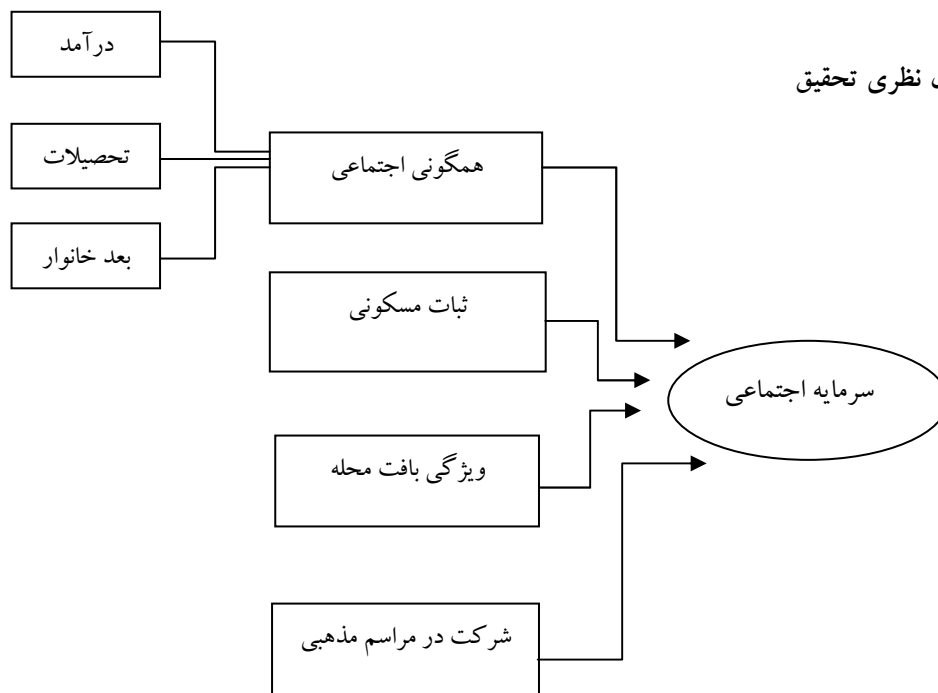 نظری تحقیق
درآمد
تحصیلات
بعد خانوار
همگونی اجتماعی
ثبات مسکونی
ویژگی بافت محله
شرکت در مراسم مذهبی
سرمایه اجتماعی